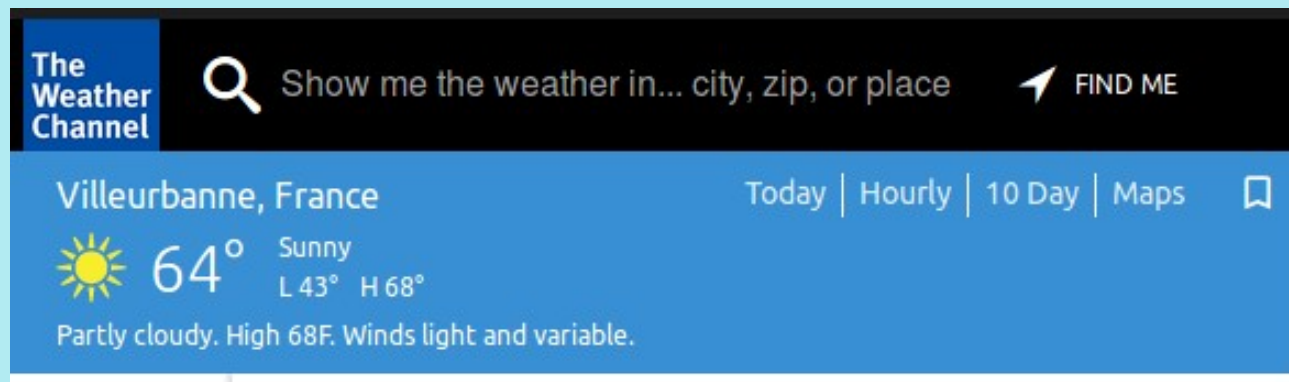 The
Weather
Channel
Show me the weather in... city, zip, or place
FIND ME
Villeurbanne, France
Today | Hourly | 10 Day | Maps
64°
Sunny
L 43° H 68°
Partly cloudy. High 68F. Winds light and variable.